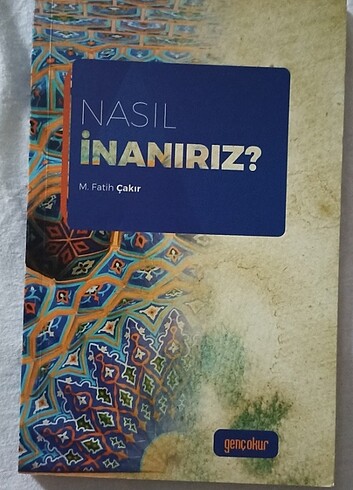 NASIL
İNANIRIZ?
M. Fatih Çakır
gençokur